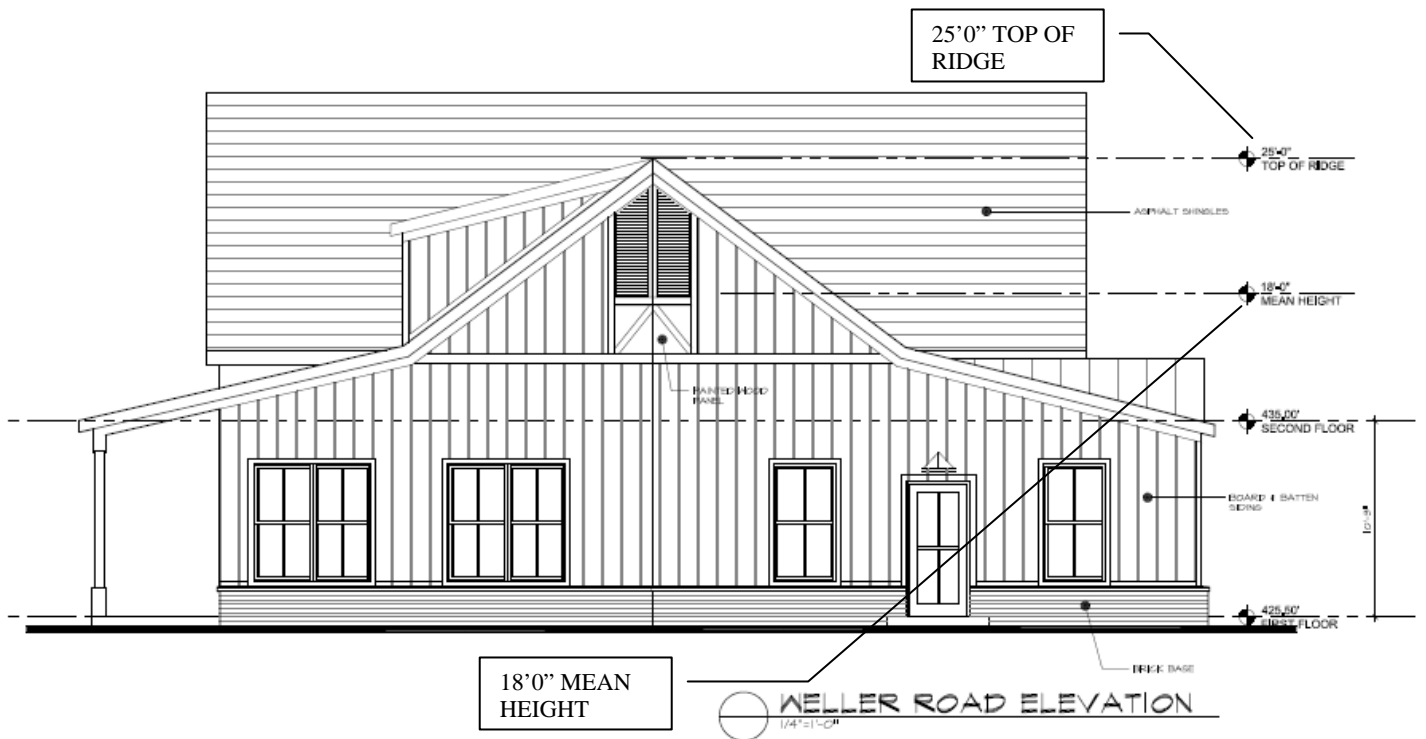 25’0” TOP OF
RIDGE
25'-0"
TOP OF RIDGE
ASPHALT SHINGLES
18'-0"
MEAN HEIGHT
PAINTED WOOD
PANEL
435.00'
SECOND FLOOR
BOARD & BATTEN
SIDING
10'-9"
425.50'
FIRST FLOOR
BRICK BASE
18’0” MEAN
HEIGHT
WELLER ROAD ELEVATION
1/4"=1'-0"